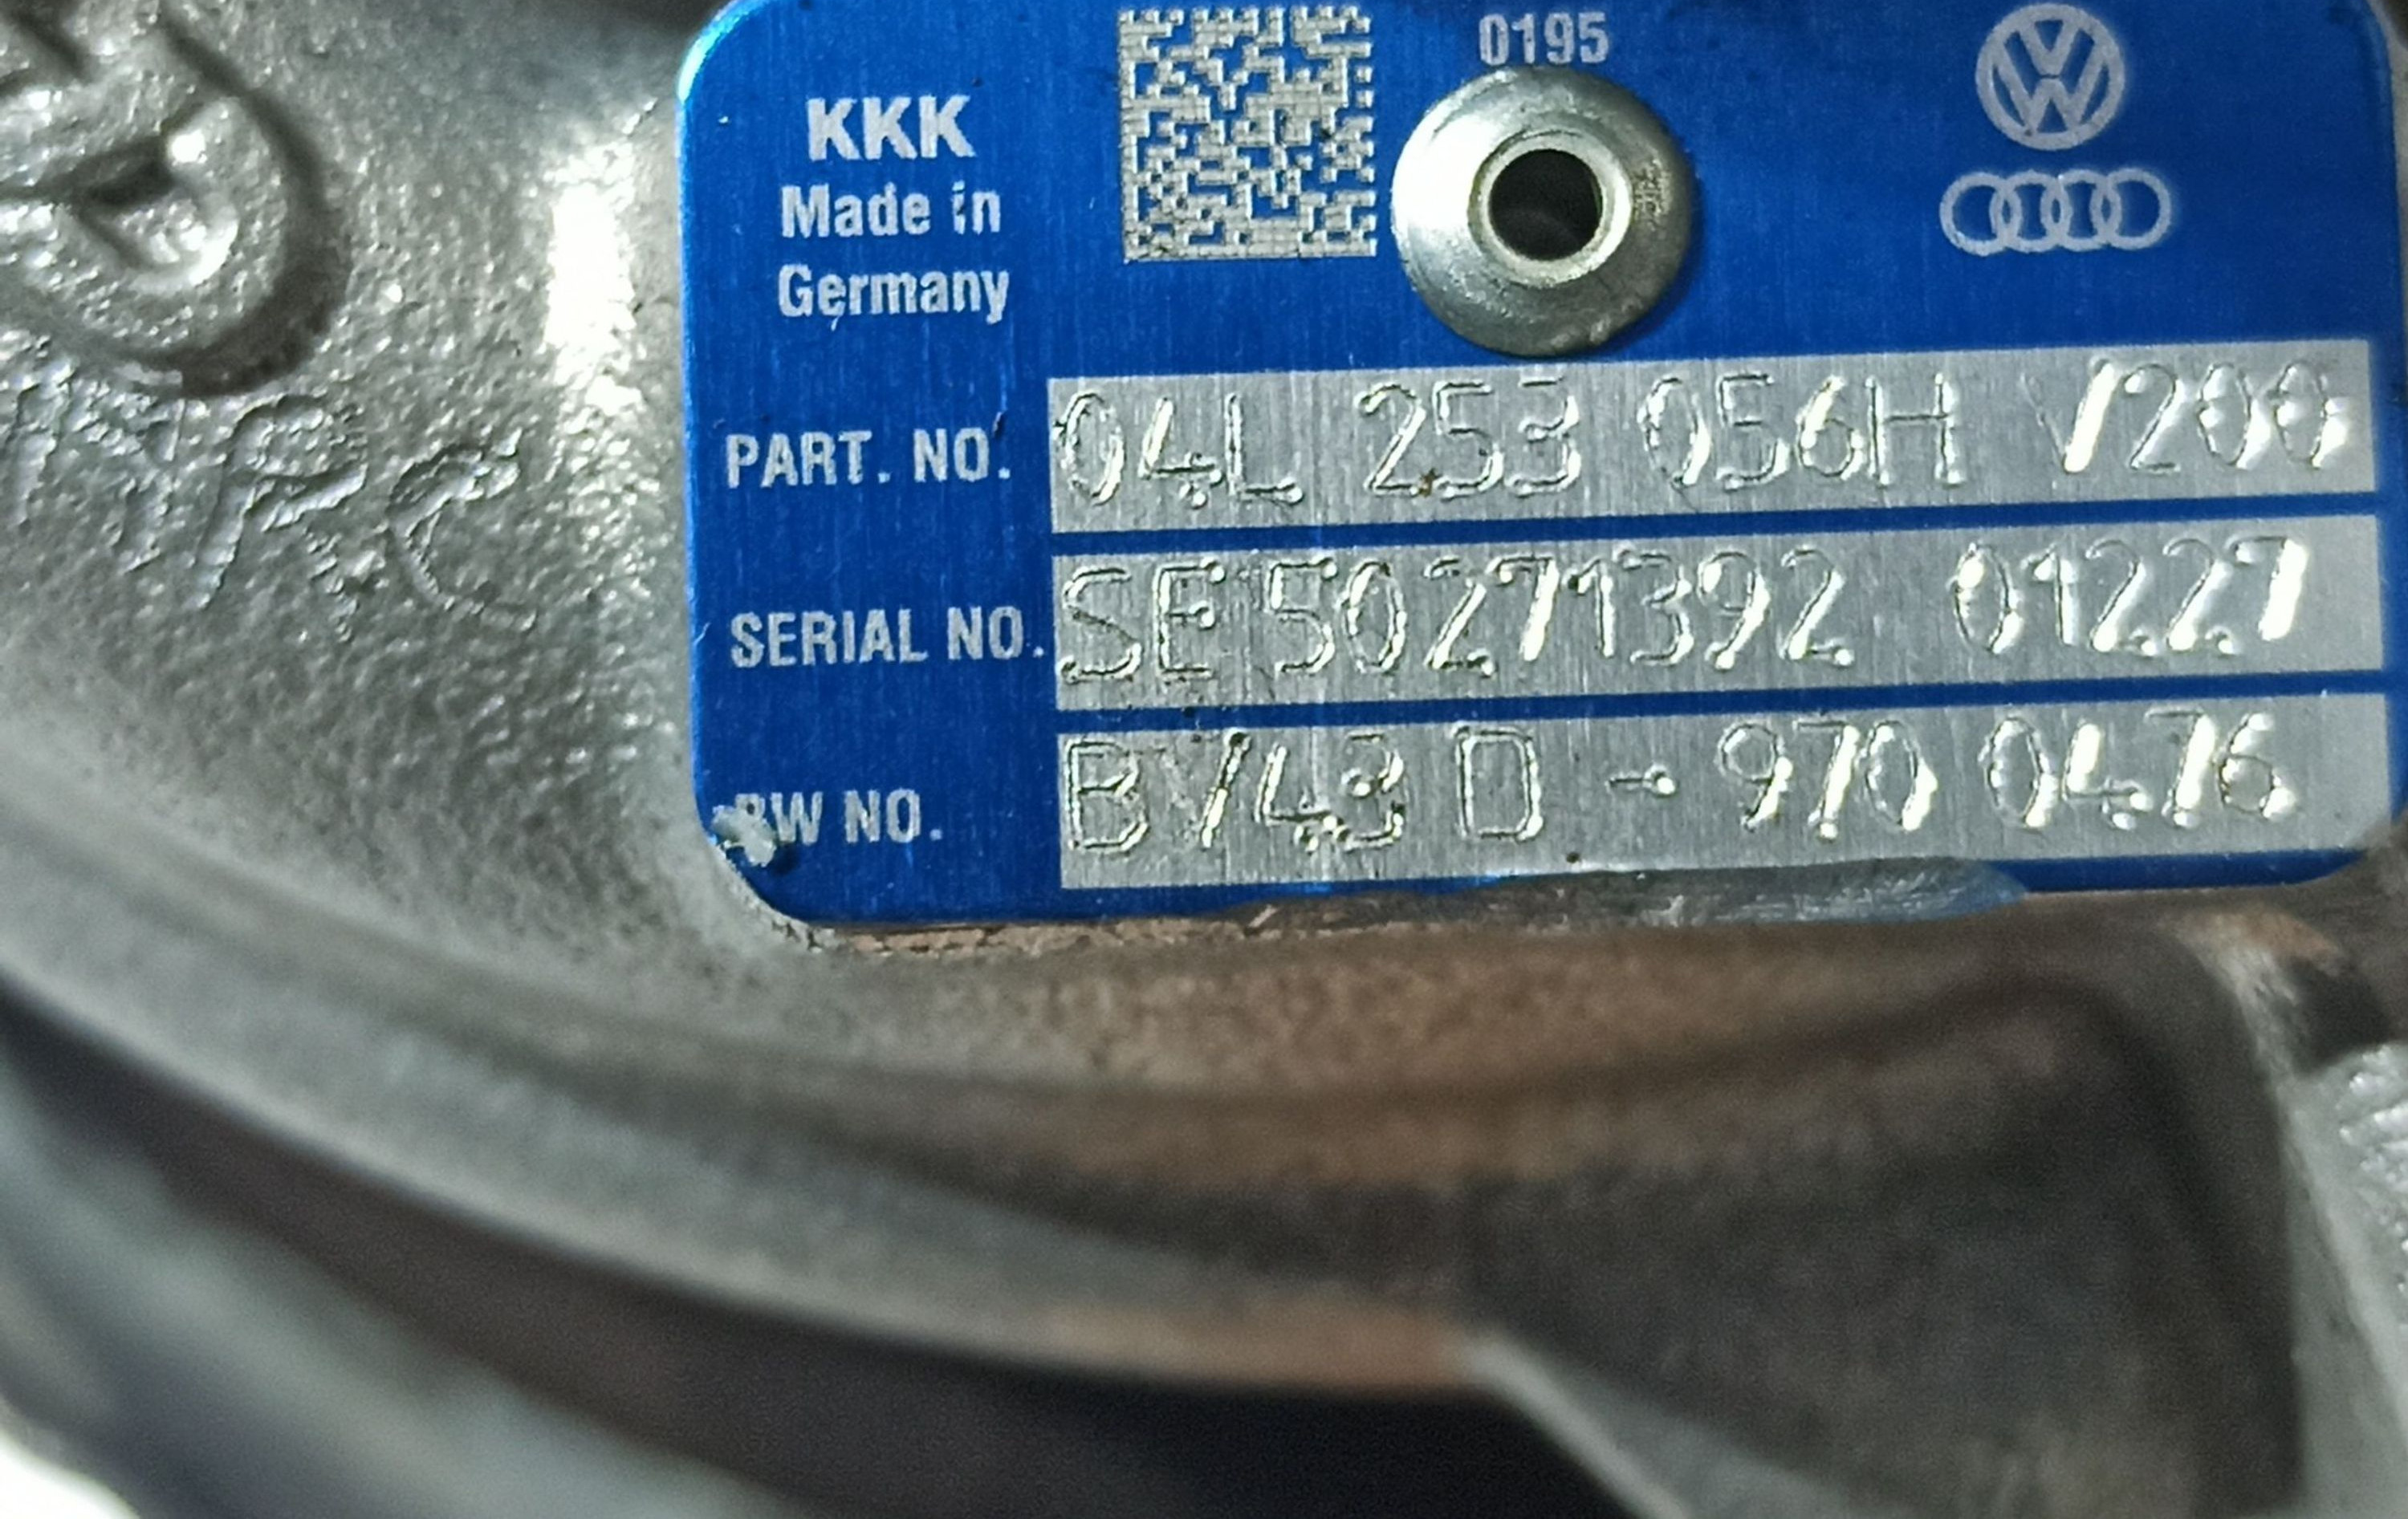 0195
KKK
Made in
Germany
PART. NO. 04L 253 056H V200
SERIAL NO. SE 50271392 01227
BW NO. BV43 D - 970 0476